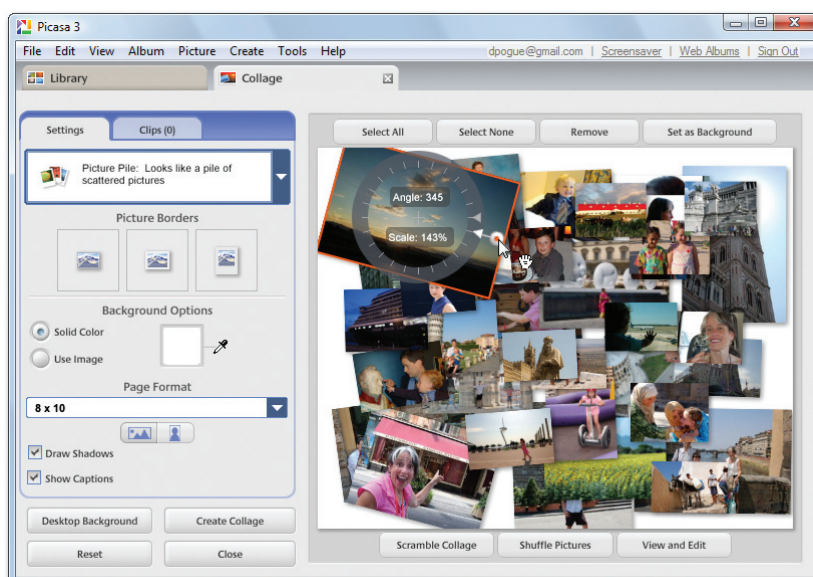 Picasa 3
File Edit View Album Picture Create Tools Help
dpogue@gmail.com | Screensaver | Web Albums | Sign Out
Library
Collage
Settings
Clips (0)
Picture Pile: Looks like a pile of
scattered pictures
Picture Borders
Background Options
Solid Color
Use Image
Page Format
8 x 10
Draw Shadows
Show Captions
Desktop Background
Create Collage
Reset
Close
Select All
Select None
Remove
Set as Background
Angle: 345
Scale: 143%
Scramble Collage
Shuffle Pictures
View and Edit